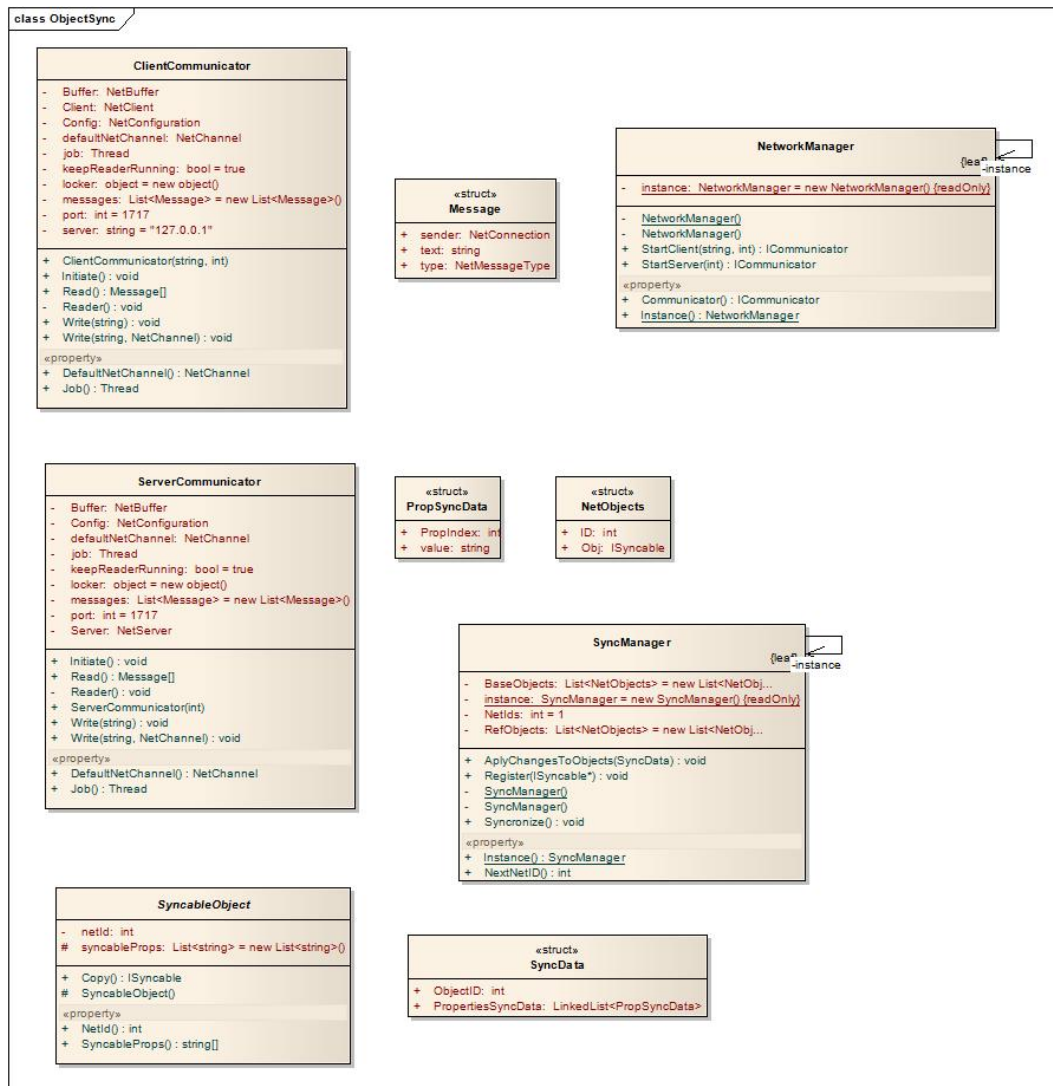 class ObjectSync
ClientCommunicator
- Buffer: NetBuffer
- Client: NetClient
- Config: NetConfiguration
- defaultNetChannel: NetChannel
- job: Thread
- keepReaderRunning: bool = true
- locker: object = new object()
- messages: List<Message> = new List<Message>()
- port: int = 1717
- server: string = "127.0.0.1"
+ ClientCommunicator(string, int)
+ Initiate() : void
+ Read() : Message[]
- Reader() : void
+ Write(string) : void
+ Write(string, NetChannel) : void
«property»
+ DefaultNetChannel() : NetChannel
+ Job() : Thread
«struct»
Message
+ sender: NetConnection
+ text: string
+ type: NetMessageType
NetworkManager
{leaf}
-instance
- instance: NetworkManager = new NetworkManager() {readOnly}
- NetworkManager()
- NetworkManager()
+ StartClient(string, int) : ICommunicator
+ StartServer(int) : ICommunicator
«property»
+ Communicator() : ICommunicator
+ Instance() : NetworkManager
ServerCommunicator
- Buffer: NetBuffer
- Config: NetConfiguration
- defaultNetChannel: NetChannel
- job: Thread
- keepReaderRunning: bool = true
- locker: object = new object()
- messages: List<Message> = new List<Message>()
- port: int = 1717
- Server: NetServer
+ Initiate() : void
+ Read() : Message[]
- Reader() : void
+ ServerCommunicator(int)
+ Write(string) : void
+ Write(string, NetChannel) : void
«property»
+ DefaultNetChannel() : NetChannel
+ Job() : Thread
«struct»
PropSyncData
+ PropIndex: int
+ value: string
«struct»
NetObjects
+ ID: int
+ Obj: ISyncable
SyncManager
-instance
- BaseObjects: List<NetObjects> = new List<NetObj...
- instance: SyncManager = new SyncManager() {readOnly}
- NetIds: int = 1
- RefObjects: List<NetObjects> = new List<NetObj...
+ AplyChangesToObjects(SyncData) : void
+ Register(ISyncable*) : void
- SyncManager()
- SyncManager()
+ Syncronize() : void
«property»
+ Instance() : SyncManager
+ NextNetID() : int
SyncableObject
- netId: int
# syncableProps: List<string> = new List<string>()
+ Copy() : ISyncable
# SyncableObject()
«property»
+ NetId() : int
+ SyncableProps() : string[]
«struct»
SyncData
+ ObjectID: int
+ PropertiesSyncData: LinkedList<PropSyncData>